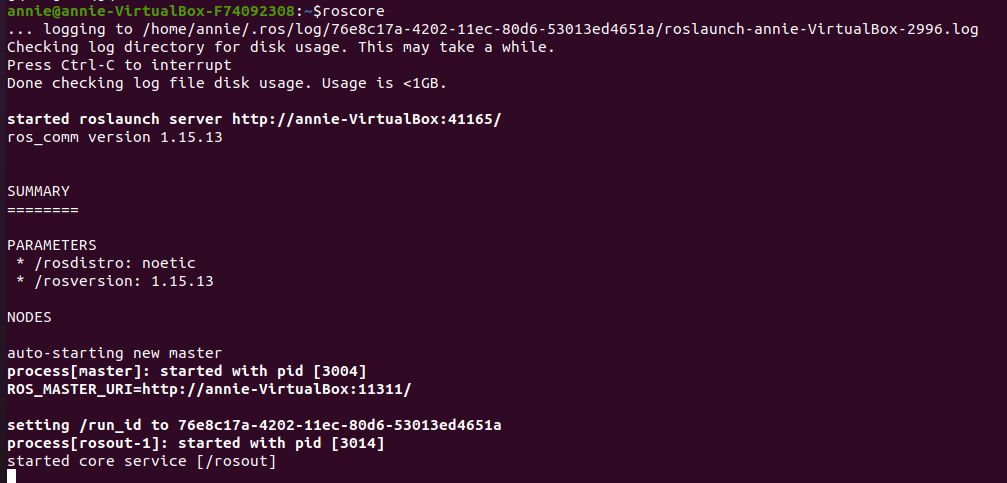 annie@annie-VirtualBox-F74092308:~$roscore
... logging to /home/annie/.ros/log/76e8c17a-4202-11ec-80d6-53013ed4651a/roslaunch-annie-VirtualBox-2996.log
Checking log directory for disk usage. This may take a while.
Press Ctrl-C to interrupt
Done checking log file disk usage. Usage is <1GB.
started roslaunch server http://annie-VirtualBox:41165/
ros_comm version 1.15.13
SUMMARY
========
PARAMETERS
 * /rosdistro: noetic
 * /rosversion: 1.15.13
NODES
auto-starting new master
process[master]: started with pid [3004]
ROS_MASTER_URI=http://annie-VirtualBox:11311/
setting /run_id to 76e8c17a-4202-11ec-80d6-53013ed4651a
process[rosout-1]: started with pid [3014]
started core service [/rosout]